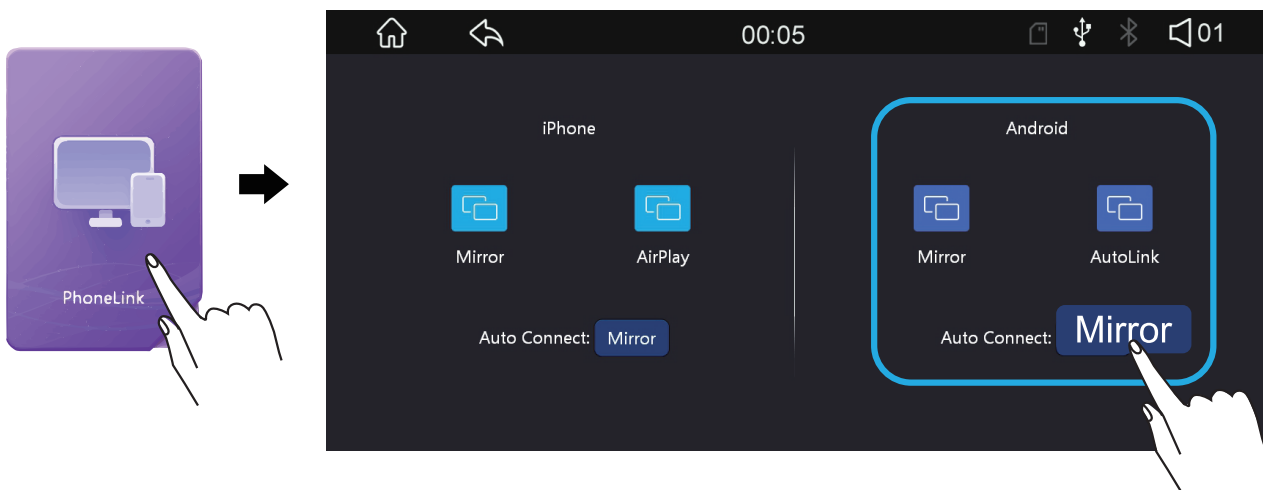 PhoneLink
00:05
01
iPhone
Mirror
AirPlay
Auto Connect: Mirror
Android
Mirror
AutoLink
Auto Connect: Mirror